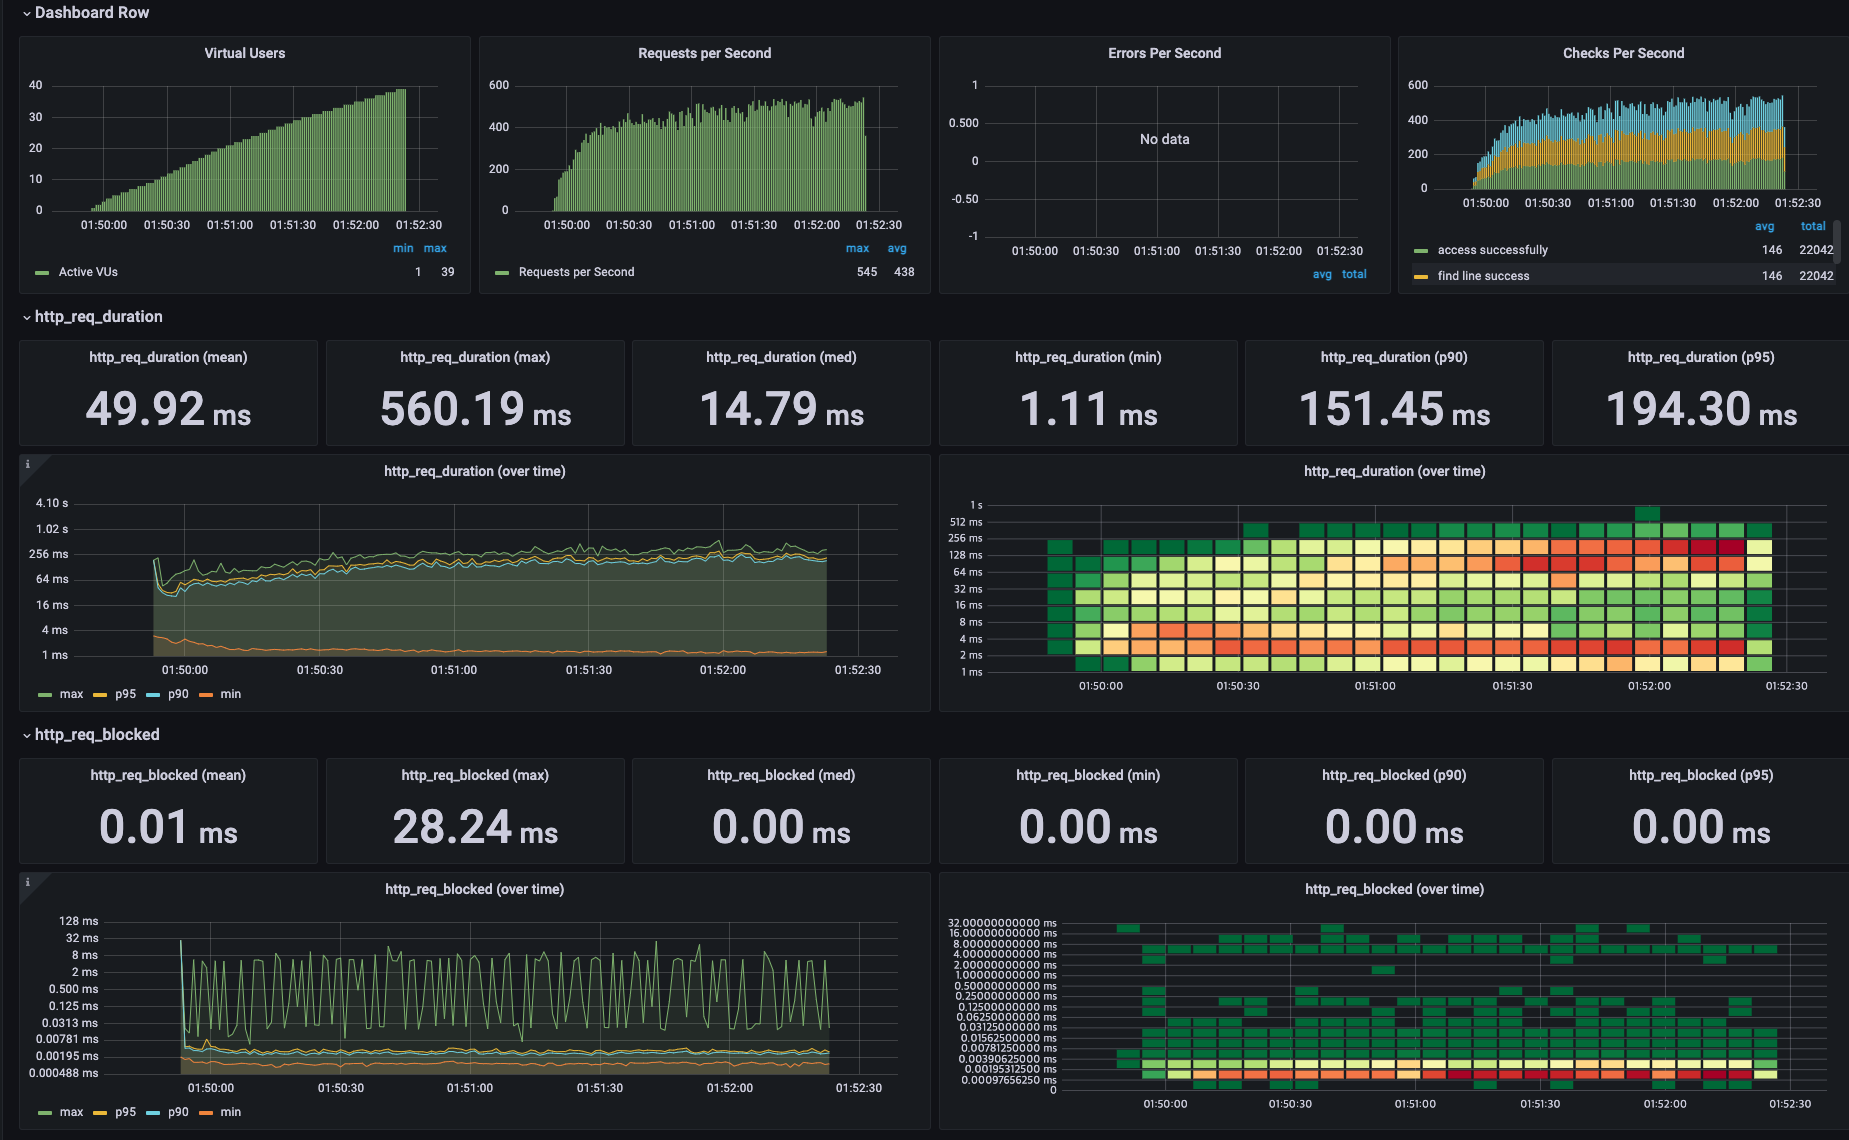 Dashboard Row
Virtual Users
40
30
20
10
0
01:50:00 01:50:30 01:51:00 01:51:30 01:52:00 01:52:30
min max
Active VUs 1 39
Requests per Second
600
400
200
0
01:50:00 01:50:30 01:51:00 01:51:30 01:52:00 01:52:30
max avg
Requests per Second 545 438
Errors Per Second
1
0.500
0
-0.50
-1
No data
01:50:00 01:50:30 01:51:00 01:51:30 01:52:00 01:52:30
avg total
Checks Per Second
600
400
200
0
01:50:00 01:50:30 01:51:00 01:51:30 01:52:00 01:52:30
avg total
access successfully 146 22042
find line success 146 22042
http_req_duration
http_req_duration (mean)
49.92 ms
http_req_duration (max)
560.19 ms
http_req_duration (med)
14.79 ms
http_req_duration (min)
1.11 ms
http_req_duration (p90)
151.45 ms
http_req_duration (p95)
194.30 ms
i
http_req_duration (over time)
4.10 s
1.02 s
256 ms
64 ms
16 ms
4 ms
1 ms
01:50:00 01:50:30 01:51:00 01:51:30 01:52:00 01:52:30
max p95 p90 min
http_req_duration (over time)
1 s
512 ms
256 ms
128 ms
64 ms
32 ms
16 ms
8 ms
4 ms
2 ms
1 ms
01:50:00 01:50:30 01:51:00 01:51:30 01:52:00 01:52:30
http_req_blocked
http_req_blocked (mean)
0.01 ms
http_req_blocked (max)
28.24 ms
http_req_blocked (med)
0.00 ms
http_req_blocked (min)
0.00 ms
http_req_blocked (p90)
0.00 ms
http_req_blocked (p95)
0.00 ms
i
http_req_blocked (over time)
128 ms
32 ms
8 ms
2 ms
0.500 ms
0.125 ms
0.0313 ms
0.00781 ms
0.00195 ms
0.000488 ms
01:50:00 01:50:30 01:51:00 01:51:30 01:52:00 01:52:30
max p95 p90 min
http_req_blocked (over time)
32.00000000000 ms
16.00000000000 ms
8.00000000000 ms
4.00000000000 ms
2.00000000000 ms
1.00000000000 ms
0.50000000000 ms
0.25000000000 ms
0.12500000000 ms
0.06250000000 ms
0.03125000000 ms
0.01562500000 ms
0.00781250000 ms
0.00390625000 ms
0.00195312500 ms
0.00097656250 ms
0
01:50:00 01:50:30 01:51:00 01:51:30 01:52:00 01:52:30